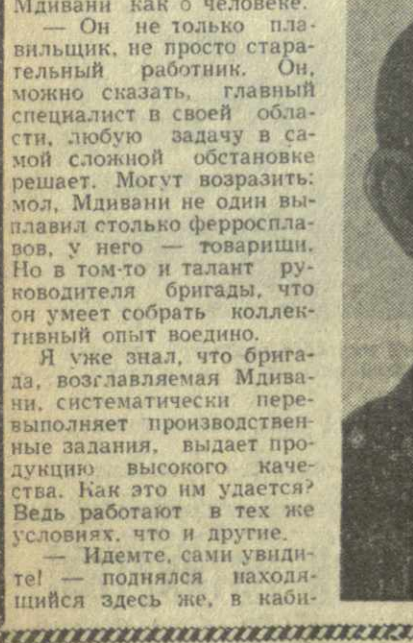 Мдивани как о человеке.
— Он не только пла-
вильщик, не просто стара-
тельный работник. Он,
можно сказать, главный
специалист в своей обла-
сти, любую задачу в са-
мой сложной обстановке
решает. Могут возразить:
мол, Мдивани не один вы-
плавил столько ферроспла-
вов, у него — товарищи.
Но в том-то и талант ру-
ководителя бригады, что
он умеет собрать коллек-
тивный опыт воедино.
Я уже знал, что брига-
да, возглавляемая Мдива-
ни, систематически пере-
выполняет производствен-
ные задания, выдает про-
дукцию высокого каче-
ства. Как это им удается?
Ведь работают в тех же
условиях, что и другие.
— Идемте, сами увиди-
те! — поднялся находя-
щийся здесь же, в каби-